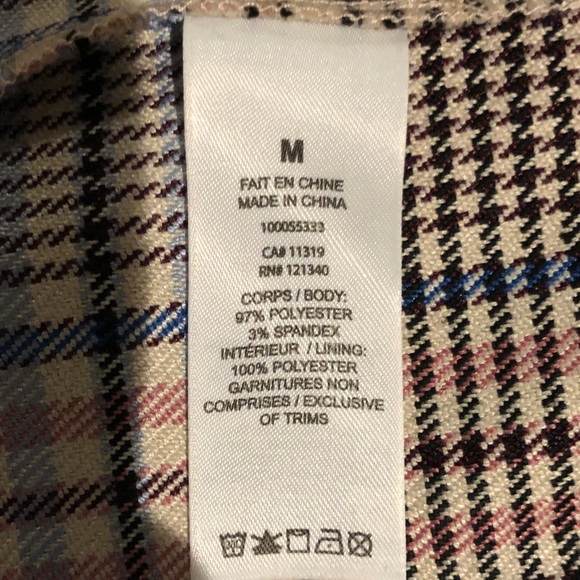 M
FAIT EN CHINE
MADE IN CHINA
100055333
CA# 11319
RN# 121340
CORPS / BODY:
97% POLYESTER
3% SPANDEX
INTÉRIEUR / LINING:
100% POLYESTER
GARNITURES NON
COMPRISES / EXCLUSIVE
OF TRIMS